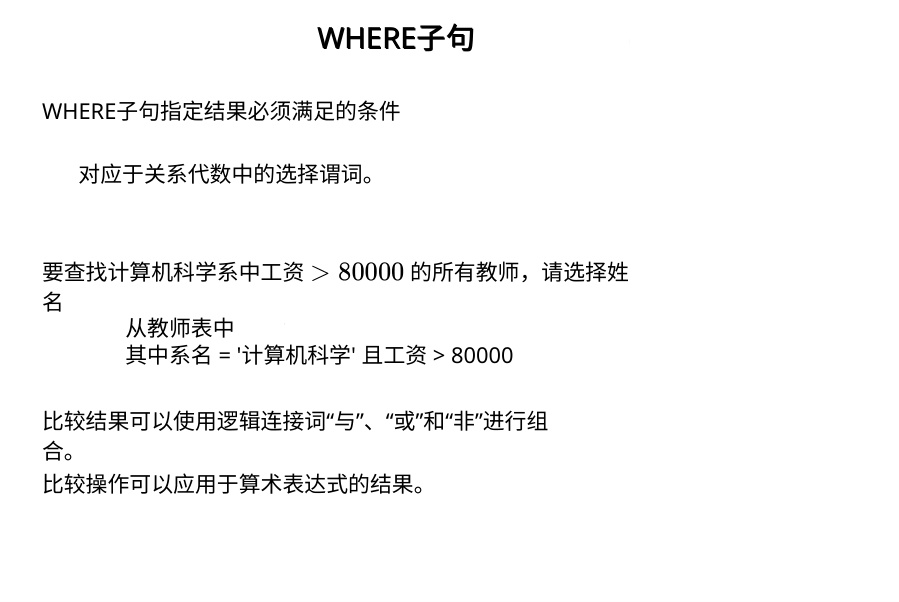 WHERE子句
WHERE子句指定结果必须满足的条件
对应于关系代数中的选择谓词。
要查找计算机科学系中工资 > 80000 的所有教师，请选择姓
名
从教师表中
其中系名 = '计算机科学' 且工资 > 80000
比较结果可以使用逻辑连接词“与”、“或”和“非”进行组
合。
比较操作可以应用于算术表达式的结果。